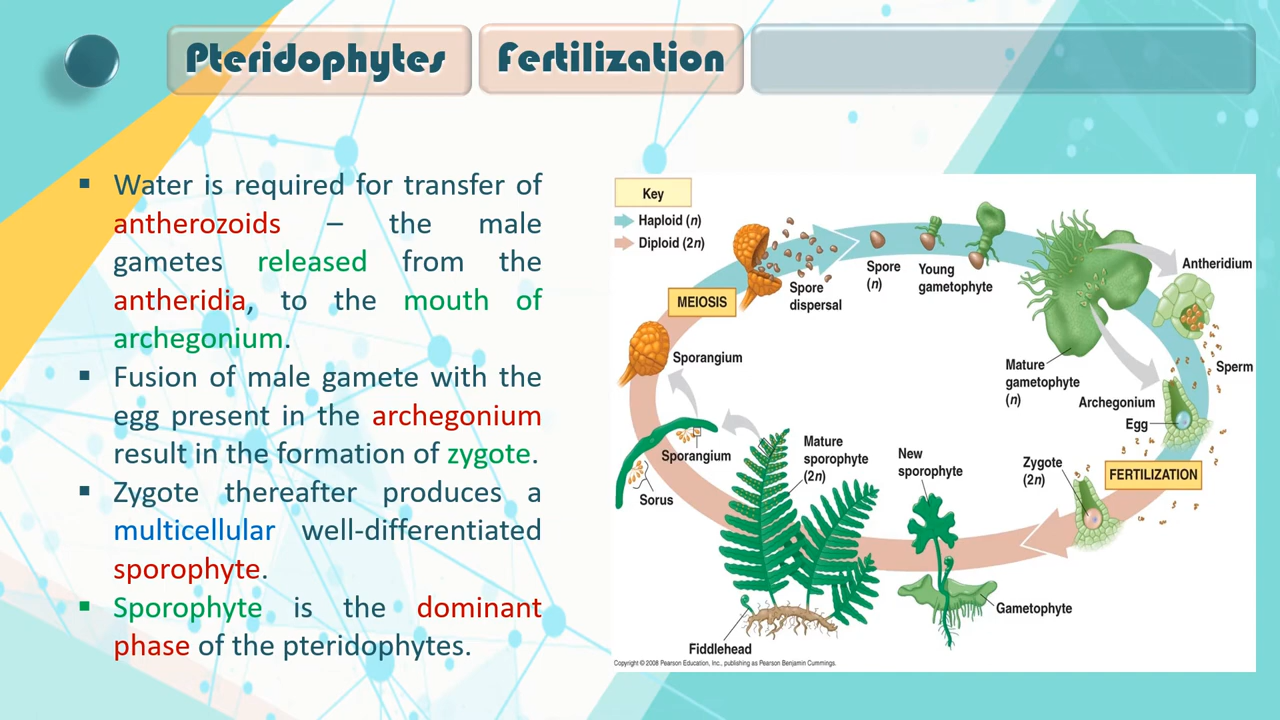 Pteridophytes
Fertilization
▪ Water is required for transfer of
antherozoids – the male
gametes released from the
antheridia, to the mouth of
archegonium.
▪ Fusion of male gamete with the
egg present in the archegonium
result in the formation of zygote.
▪ Zygote thereafter produces a
multicellular well-differentiated
sporophyte.
▪ Sporophyte is the dominant
phase of the pteridophytes.
Key
Haploid (n)
Diploid (2n)
MEIOSIS
Spore
dispersal
Spore
(n)
Young
gametophyte
Mature
gametophyte
(n)
Antheridium
Sperm
Archegonium
Egg
FERTILIZATION
Zygote
(2n)
New
sporophyte
Gametophyte
Mature
sporophyte
(2n)
Fiddlehead
Sporangium
Sorus
Sporangium
Copyright © 2008 Pearson Education, Inc., publishing as Pearson Benjamin Cummings.